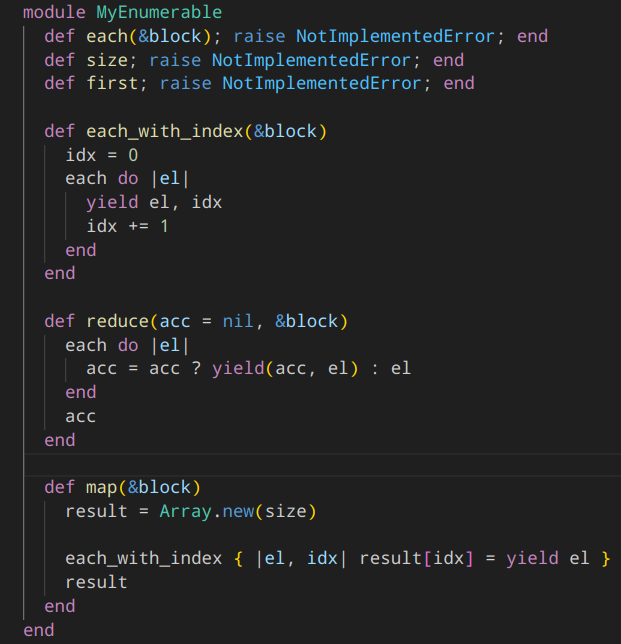 module MyEnumerable
  def each(&block); raise NotImplementedError; end
  def size; raise NotImplementedError; end
  def first; raise NotImplementedError; end

  def each_with_index(&block)
    idx = 0
    each do |el|
      yield el, idx
      idx += 1
    end
  end

  def reduce(acc = nil, &block)
    each do |el|
      acc = acc ? yield(acc, el) : el
    end
    acc
  end

  def map(&block)
    result = Array.new(size)

    each_with_index { |el, idx| result[idx] = yield el }
    result
  end
end